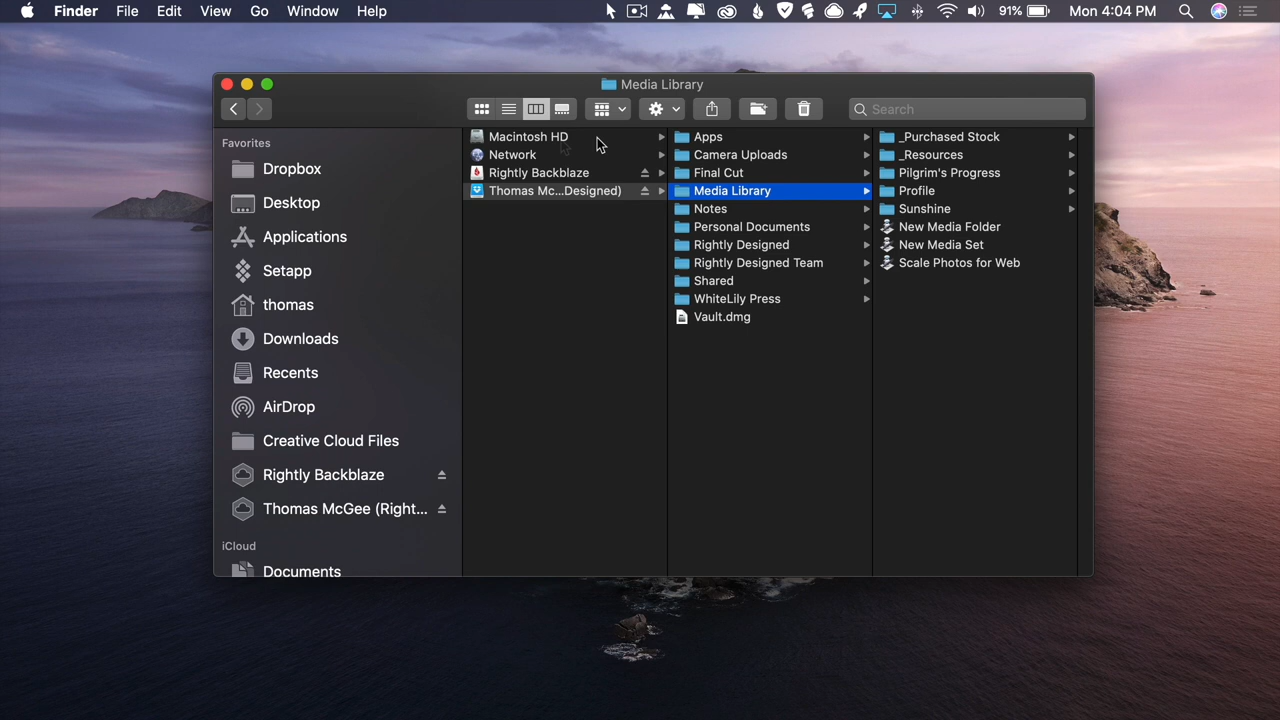 Finder File Edit View Go Window Help 91% Mon 4:04 PM
Media Library
Search
Favorites
Dropbox
Desktop
Applications
Setapp
thomas
Downloads
Recents
AirDrop
Creative Cloud Files
Rightly Backblaze
Thomas McGee (Right...
iCloud
Documents
Macintosh HD
Network
Rightly Backblaze
Thomas Mc...Designed)
Apps
Camera Uploads
Final Cut
Media Library
Notes
Personal Documents
Rightly Designed
Rightly Designed Team
Shared
WhiteLily Press
Vault.dmg
_Purchased Stock
_Resources
Pilgrim's Progress
Profile
Sunshine
New Media Folder
New Media Set
Scale Photos for Web